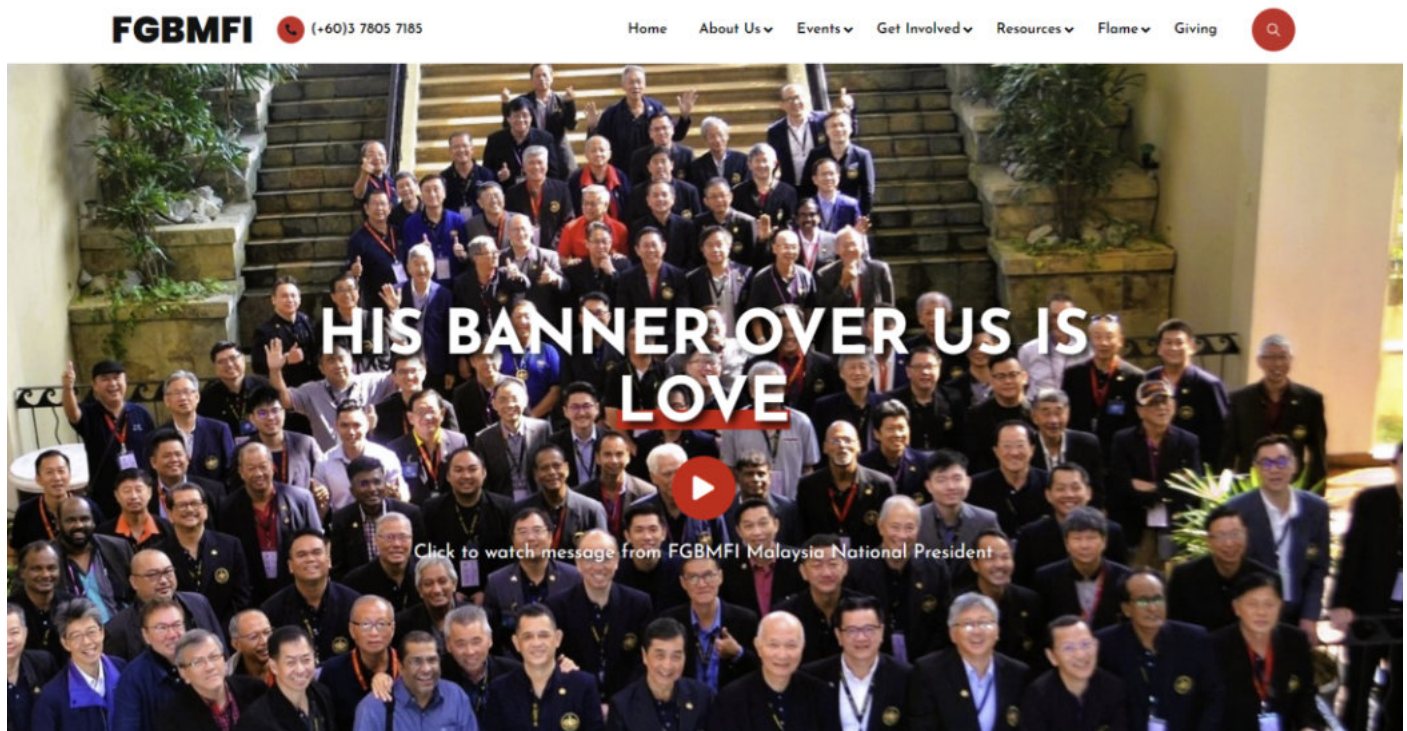 FGBMFI
(+60)3 7805 7185
Home About Us Events Get Involved Resources Flame Giving
HIS BANNER OVER US IS
LOVE
Click to watch message from FGBMFI Malaysia National President